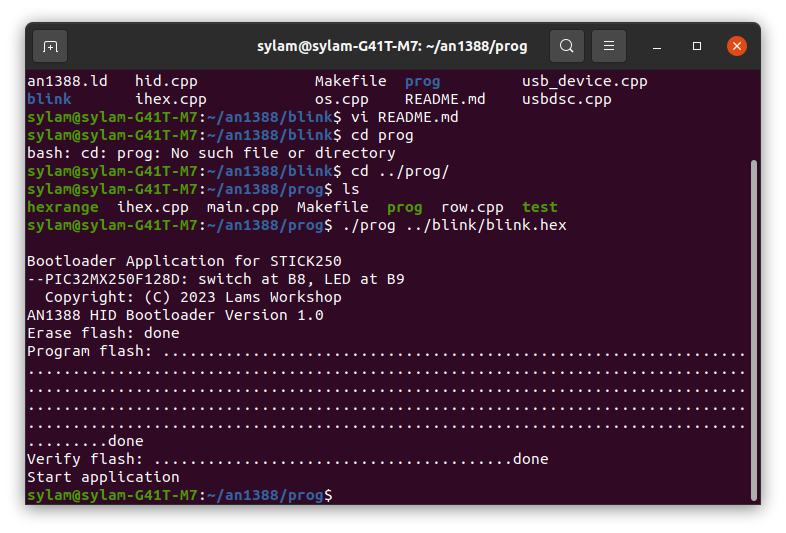 sylam@sylam-G41T-M7: ~/an1388/prog
an1388.ld   hid.cpp             Makefile  prog         usb_device.cpp
blink       ihex.cpp            os.cpp    README.md    usbdsc.cpp
sylam@sylam-G41T-M7:~/an1388/blink$ vi README.md
sylam@sylam-G41T-M7:~/an1388/blink$ cd prog
bash: cd: prog: No such file or directory
sylam@sylam-G41T-M7:~/an1388/blink$ cd ../prog/
sylam@sylam-G41T-M7:~/an1388/prog$ ls
hexrange  ihex.cpp  main.cpp  Makefile  prog  row.cpp  test
sylam@sylam-G41T-M7:~/an1388/prog$ ./prog ../blink/blink.hex
Bootloader Application for STICK250
--PIC32MX250F128D: switch at B8, LED at B9
  Copyright: (C) 2023 Lams Workshop
AN1388 HID Bootloader Version 1.0
Erase flash: done
Program flash: .................................................................
................................................................................
................................................................................
................................................................................
................................................................................
.........done
Verify flash: ........................................done
Start application
sylam@sylam-G41T-M7:~/an1388/prog$